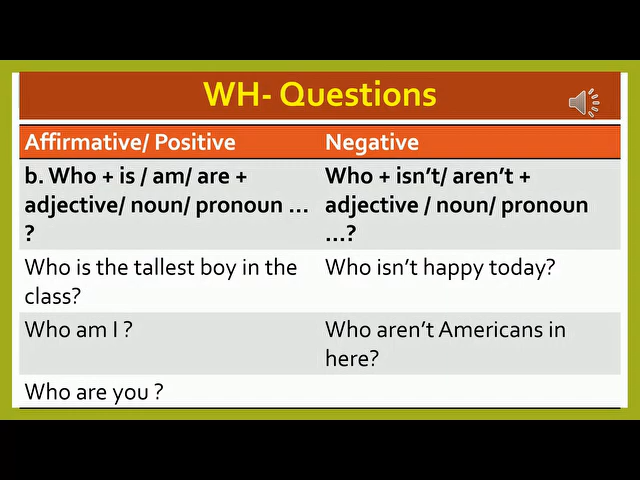 WH- Questions
Affirmative/ Positive
Negative
b. Who + is / am/ are +
adjective/ noun/ pronoun ...
?
Who + isn't/ aren't +
adjective / noun/ pronoun
...?
Who is the tallest boy in the
class?
Who isn't happy today?
Who am I ?
Who aren't Americans in
here?
Who are you ?